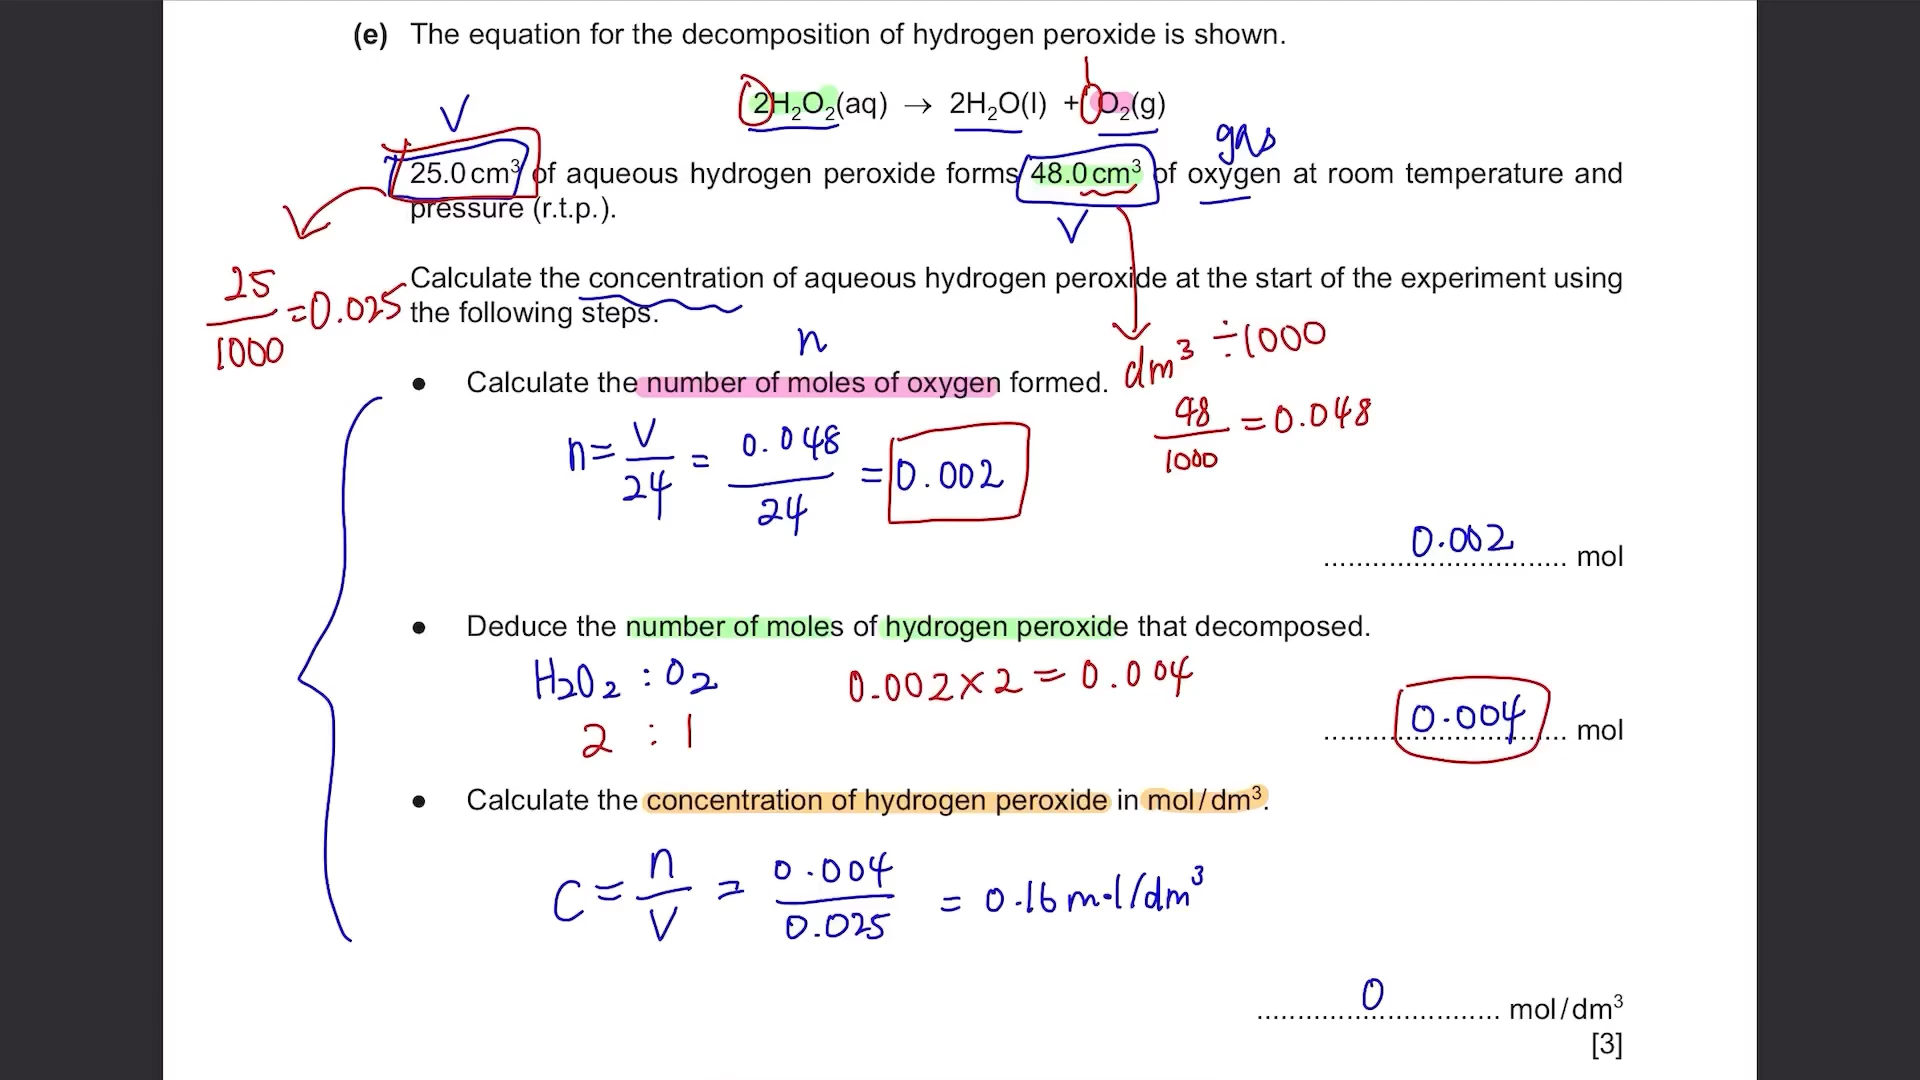 (e) The equation for the decomposition of hydrogen peroxide is shown.
1
2H₂O₂(aq) → 2H₂O(l) + O₂(g)
V
gas
25.0 cm³ of aqueous hydrogen peroxide forms 48.0 cm³ of oxygen at room temperature and
pressure (r.t.p.).
V
Calculate the concentration of aqueous hydrogen peroxide at the start of the experiment using
the following steps.
25/1000 = 0.025
n
dm³ ÷1000
• Calculate the number of moles of oxygen formed.
48/1000 = 0.048
n = V/24 = 0.048/24 = 0.002
0.002
.............................. mol
• Deduce the number of moles of hydrogen peroxide that decomposed.
H₂O₂ : O₂ 0.002 × 2 = 0.004
2 : 1
0.004
.............................. mol
• Calculate the concentration of hydrogen peroxide in mol/dm³.
C = n/V = 0.004/0.025 = 0.16 mol/dm³
0
.............................. mol/dm³
[3]